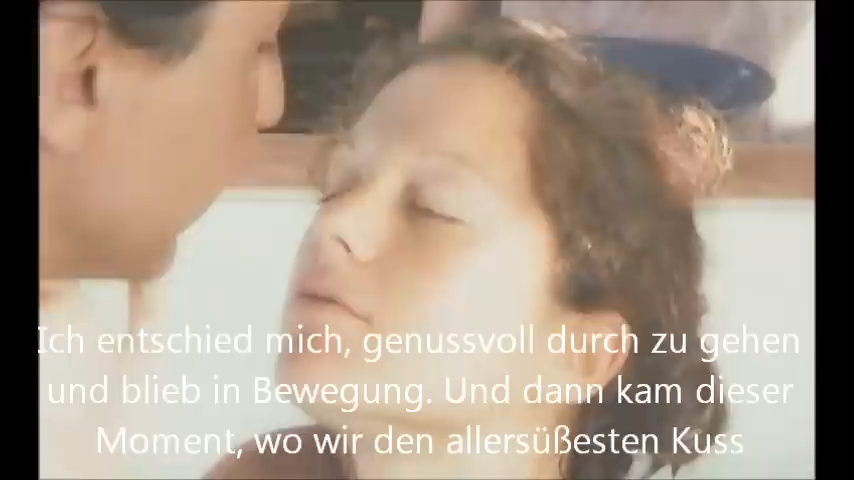 Ich entschied mich, genussvoll durch zu gehen
und blieb in Bewegung. Und dann kam dieser
Moment, wo wir den allersüßesten Kuss